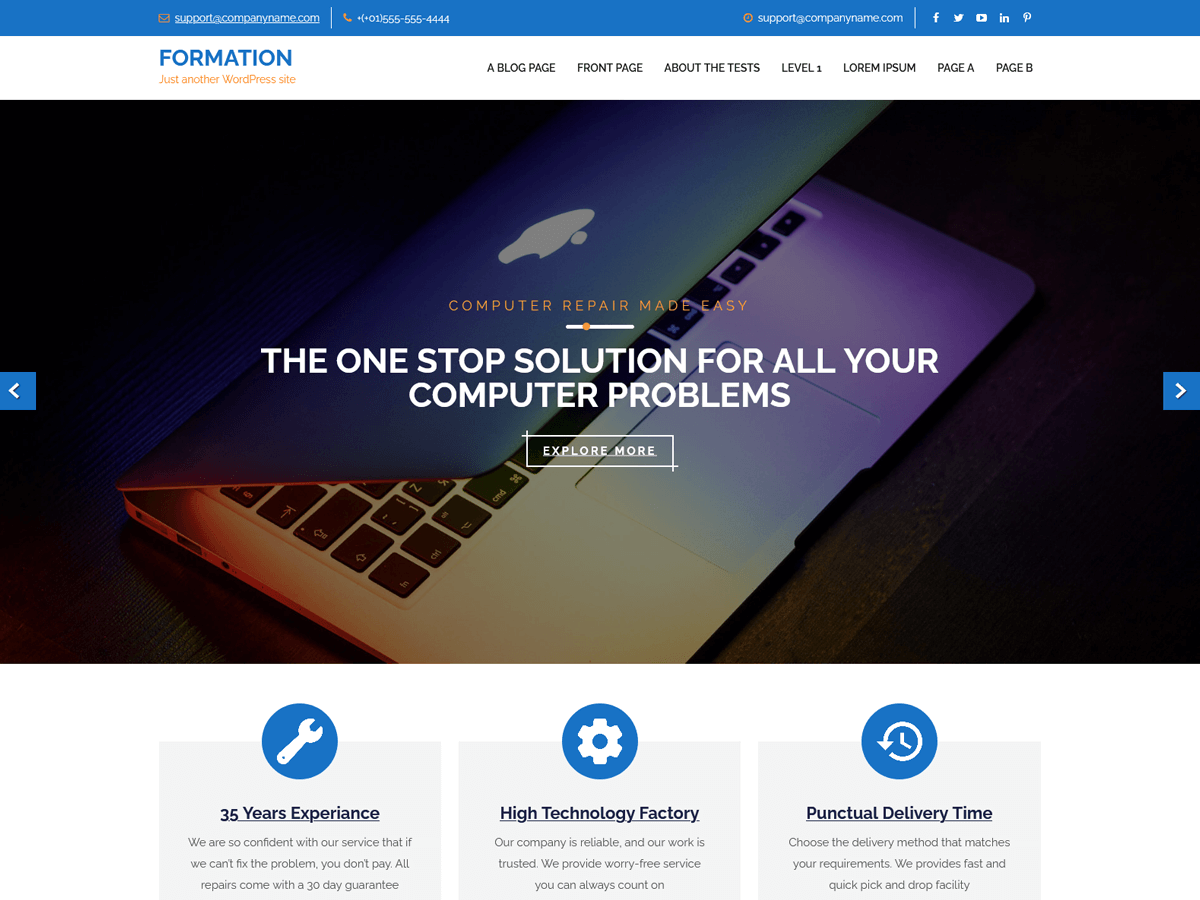 support@companyname.com
+(+01)555-555-4444
support@companyname.com
FORMATION
Just another WordPress site
A BLOG PAGE
FRONT PAGE
ABOUT THE TESTS
LEVEL 1
LOREM IPSUM
PAGE A
PAGE B
COMPUTER REPAIR MADE EASY
THE ONE STOP SOLUTION FOR ALL YOUR
COMPUTER PROBLEMS
EXPLORE MORE
cmd
ctrl
fn
35 Years Experiance
We are so confident with our service that if
we can't fix the problem, you don't pay. All
repairs come with a 30 day guarantee
High Technology Factory
Our company is reliable, and our work is
trusted. We provide worry-free service
you can always count on
Punctual Delivery Time
Choose the delivery method that matches
your requirements. We provides fast and
quick pick and drop facility